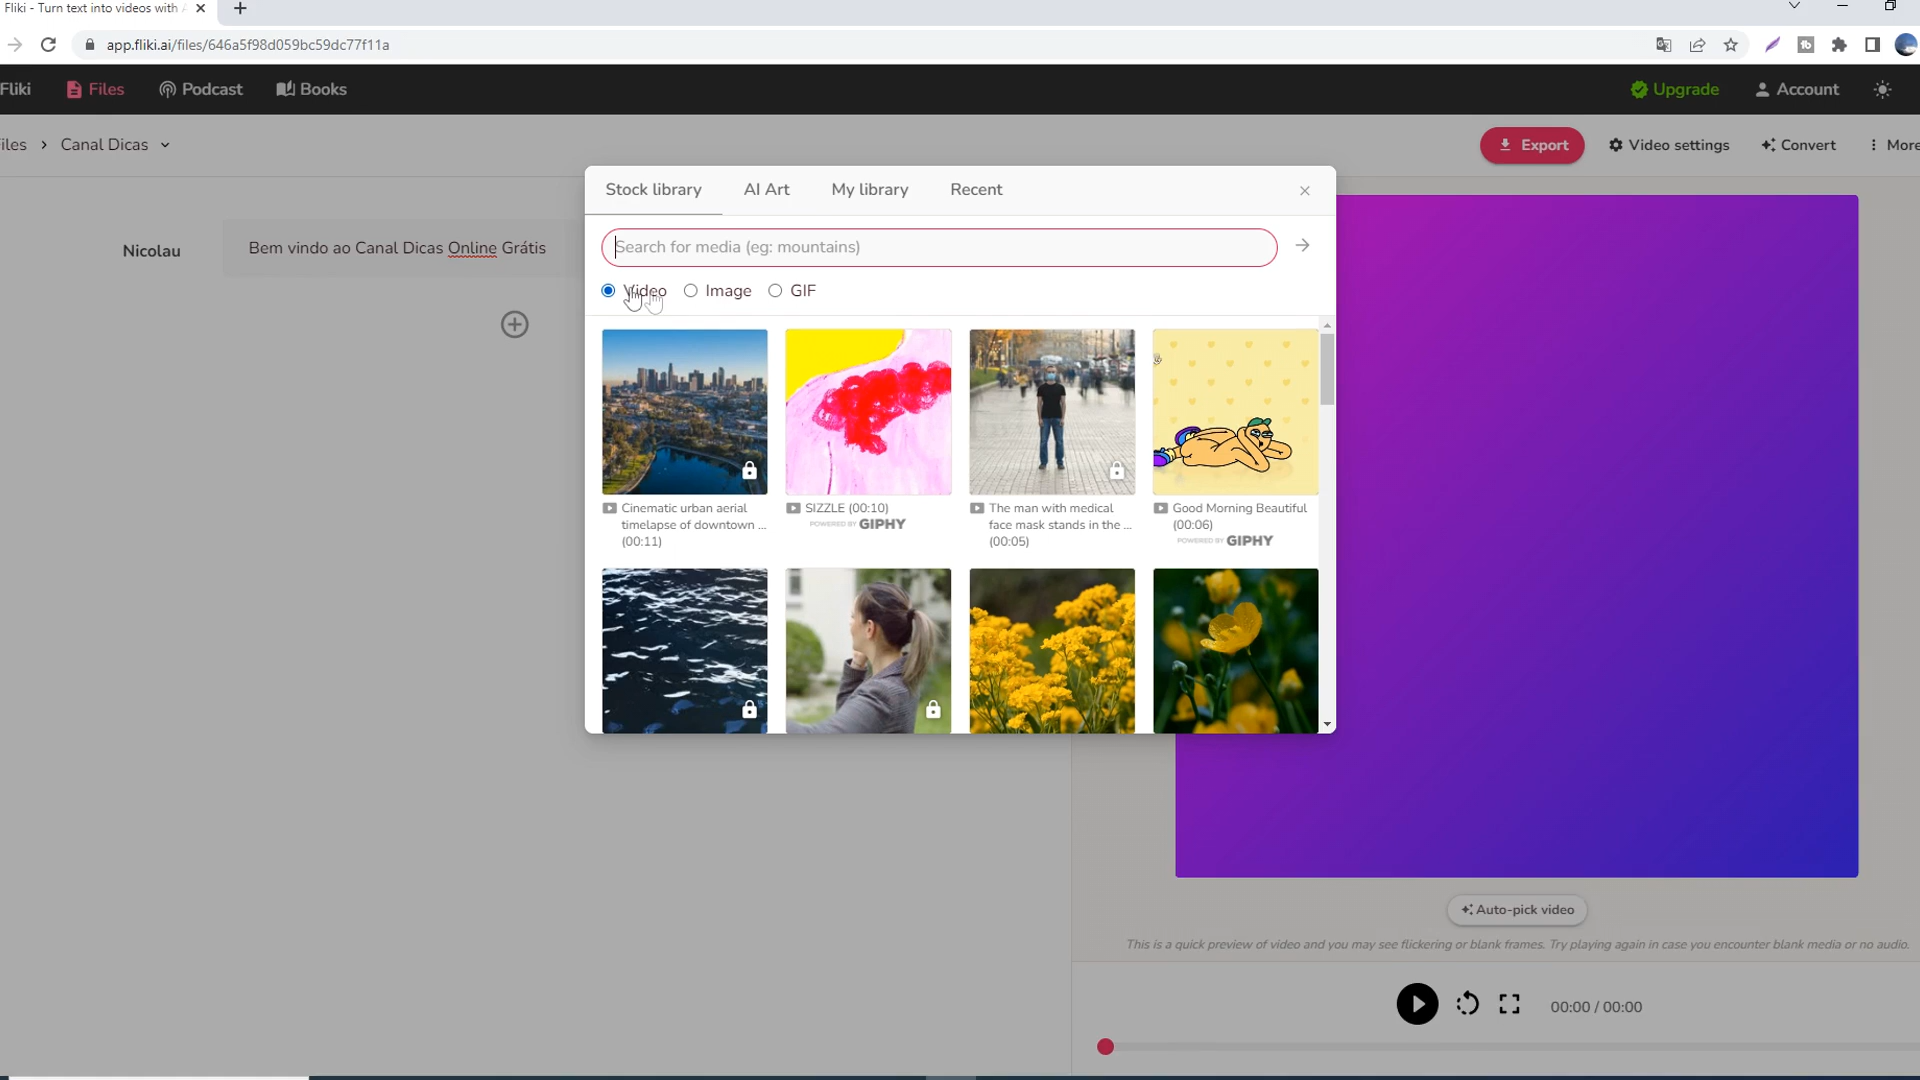 Fliki - Turn text into videos with
app.fliki.ai/files/646a5f98d059bc59dc77f11a
Fliki Files Podcast Books Upgrade Account
iles > Canal Dicas Export Video settings Convert More
Nicolau
Bem vindo ao Canal Dicas Online Grátis
Stock library AI Art My library Recent
Search for media (eg: mountains)
Video Image GIF
Cinematic urban aerial
timelapse of downtown ...
(00:11)
SIZZLE (00:10)
POWERED BY GIPHY
The man with medical
face mask stands in the ...
(00:05)
Good Morning Beautiful
(00:06)
POWERED BY GIPHY
Auto-pick video
This is a quick preview of video and you may see flickering or blank frames. Try playing again in case you encounter blank media or no audio.
00:00 / 00:00